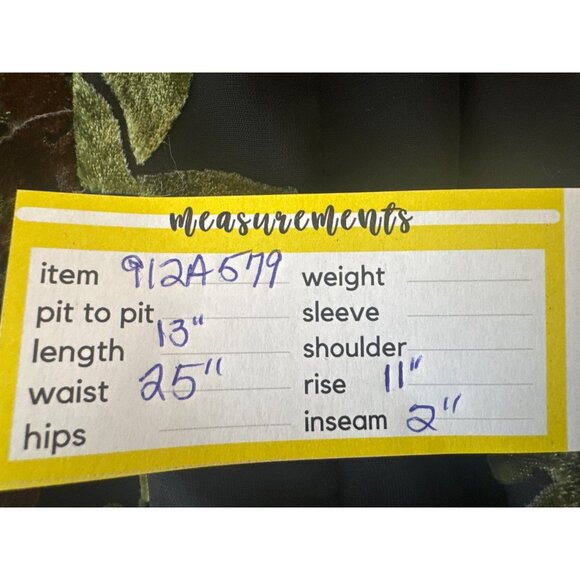 measurements
item 912A579
pit to pit
length 13"
waist 25"
hips
weight
sleeve
shoulder
rise 11"
inseam 2"